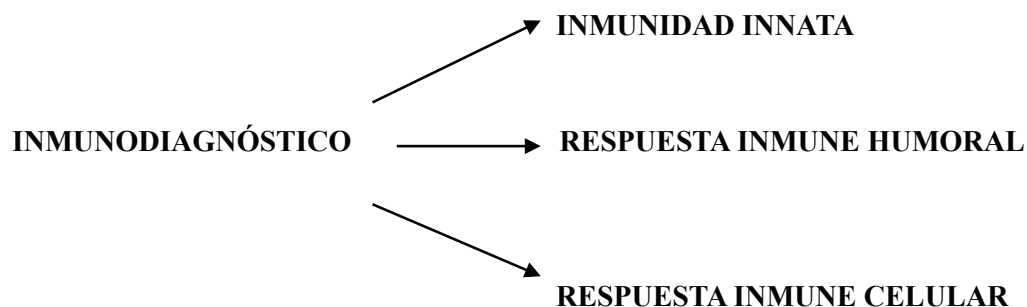 INMUNIDAD INNATA
INMUNODIAGNÓSTICO
RESPUESTA INMUNE HUMORAL
RESPUESTA INMUNE CELULAR